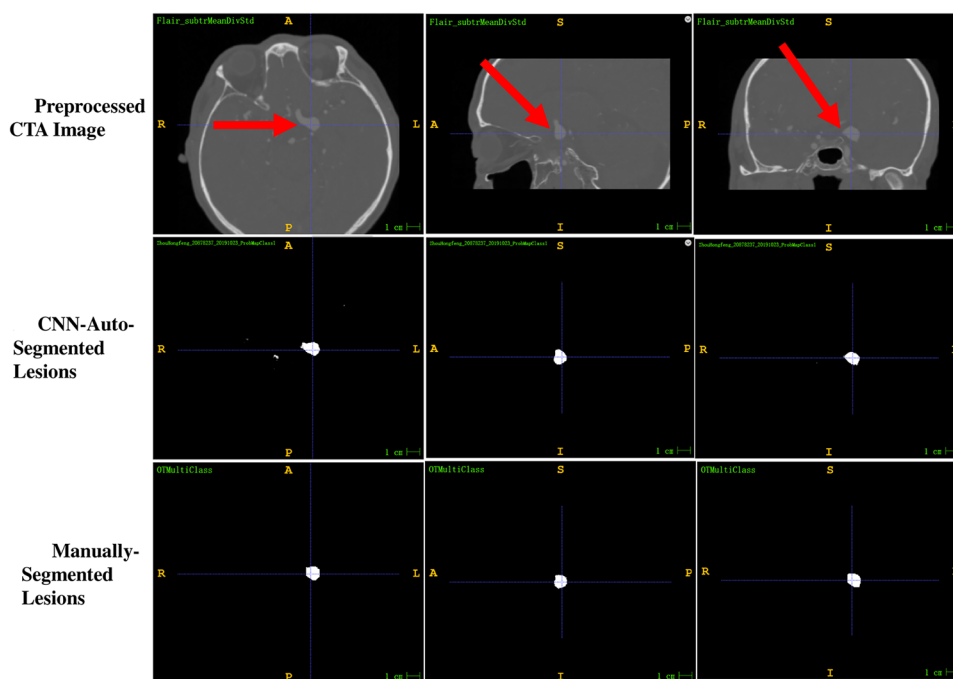 Flair_subtrMeanDivStd
A
R
L
P
1 cm
Flair_subtrMeanDivStd
S
A
P
I
1 cm
Flair_subtrMeanDivStd
S
R
I
1 cm
Preprocessed
CTA Image
A
R
L
P
1 cm
S
A
P
I
1 cm
S
R
I
1 cm
CNN-Auto-
Segmented
Lesions
OTMultiClass
A
R
L
P
1 cm
OTMultiClass
S
A
P
I
1 cm
OTMultiClass
S
R
I
1 cm
Manually-
Segmented
Lesions